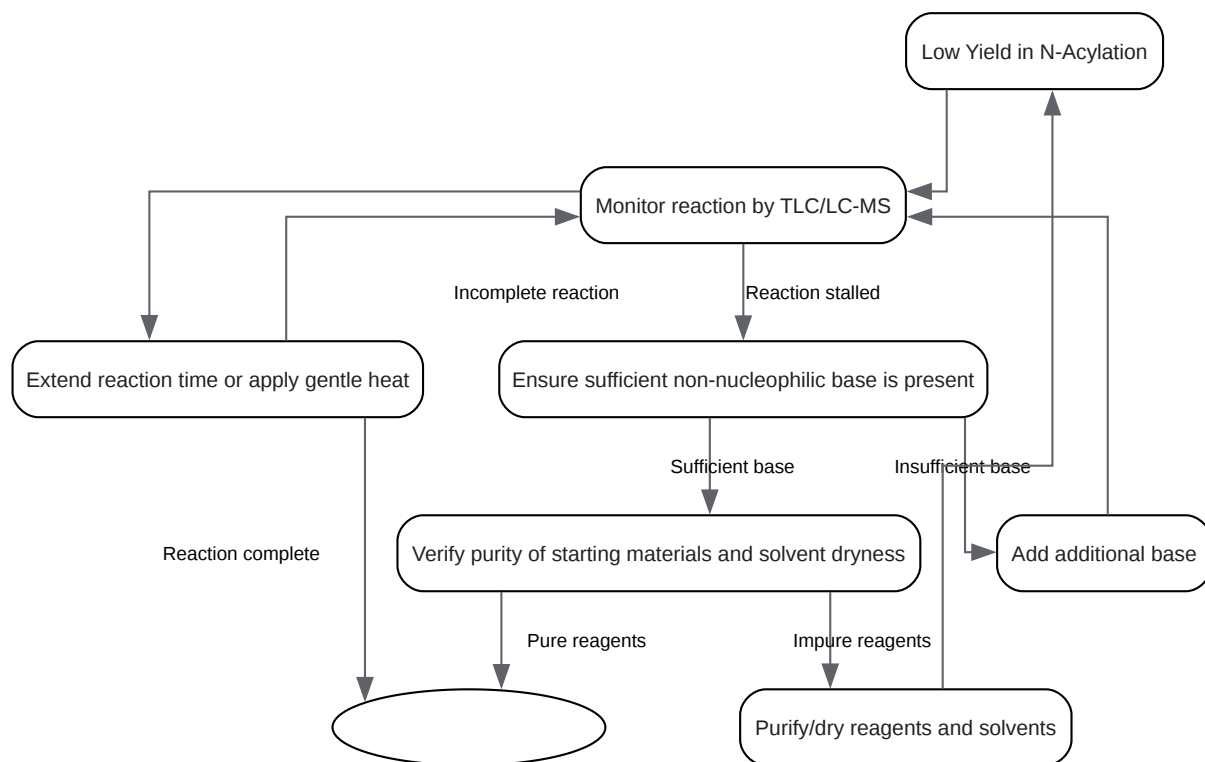 Low Yield in N-Acylation
Monitor reaction by TLC/LC-MS
Incomplete reaction
Reaction stalled
Extend reaction time or apply gentle heat
Ensure sufficient non-nucleophilic base is present
Sufficient base
Insufficient base
Reaction complete
Verify purity of starting materials and solvent dryness
Add additional base
Pure reagents
Impure reagents
Purify/dry reagents and solvents